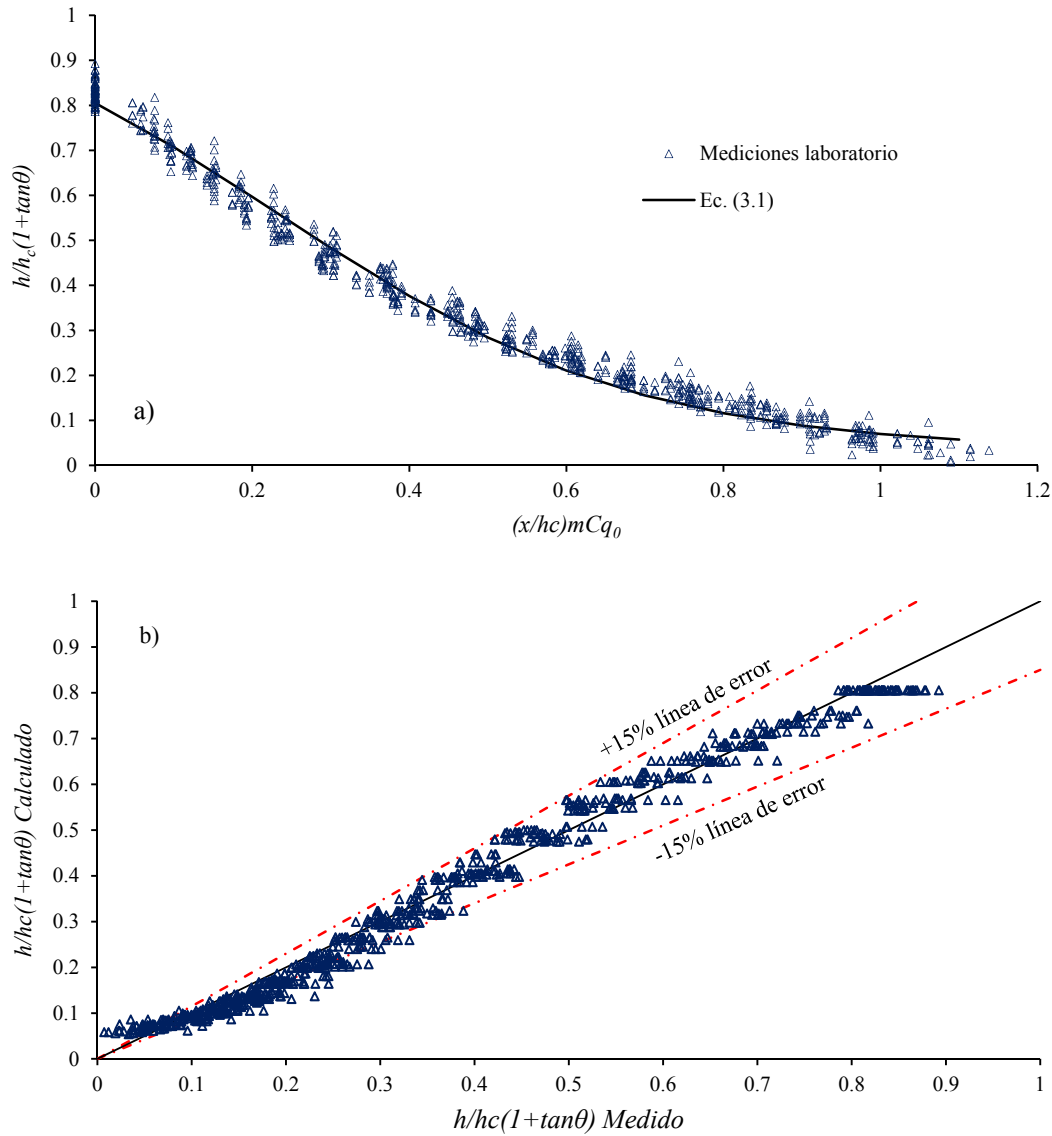 1
0.9
0.8
0.7
0.6
0.5
0.4
0.3
0.2
0.1
0
h/h_c(1+tanθ)
Mediciones laboratorio
Ec. (3.1)
a)
0 0.2 0.4 0.6 0.8 1 1.2
(x/hc)mCq_0
1
0.9
0.8
0.7
0.6
0.5
0.4
0.3
0.2
0.1
0
h/hc(1+tanθ) Calculado
b)
+15% línea de error
-15% línea de error
0 0.1 0.2 0.3 0.4 0.5 0.6 0.7 0.8 0.9 1
h/hc(1+tanθ) Medido